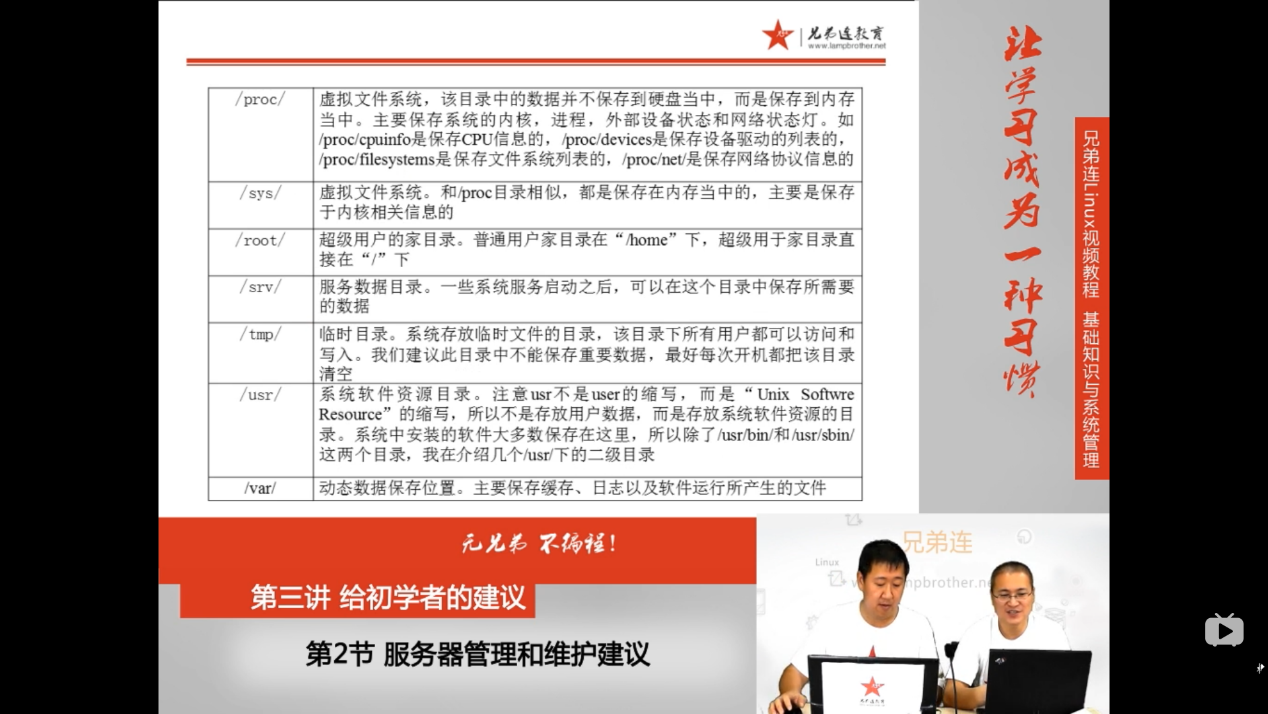 兄弟连教育
www.lampbrother.net
/proc/
虚拟文件系统，该目录中的数据并不保存到硬盘当中，而是保存到内存
当中。主要保存系统的内核，进程，外部设备状态和网络状态灯。如
/proc/cpuinfo是保存CPU信息的，/proc/devices是保存设备驱动的列表的，
/proc/filesystems是保存文件系统列表的，/proc/net/是保存网络协议信息的
/sys/
虚拟文件系统。和/proc目录相似，都是保存在内存当中的，主要是保存
于内核相关信息的
/root/
超级用户的家目录。普通用户家目录在“/home”下，超级用于家目录直
接在“/”下
/srv/
服务数据目录。一些系统服务启动之后，可以在这个目录中保存所需要
的数据
/tmp/
临时目录。系统存放临时文件的目录，该目录下所有用户都可以访问和
写入。我们建议此目录中不能保存重要数据，最好每次开机都把该目录
清空
/usr/
系统软件资源目录。注意usr不是user的缩写，而是“Unix Softwre
Resource”的缩写，所以不是存放用户数据，而是存放系统软件资源的目
录。系统中安装的软件大多数保存在这里，所以除了/usr/bin/和/usr/sbin/
这两个目录，我在介绍几个/usr/下的二级目录
/var/
动态数据保存位置。主要保存缓存、日志以及软件运行所产生的文件
让学习成为一种习惯
兄弟连Linux视频教程 基础知识与系统管理
无兄弟 不编程！
第三讲 给初学者的建议
第2节 服务器管理和维护建议
兄弟连
Linux